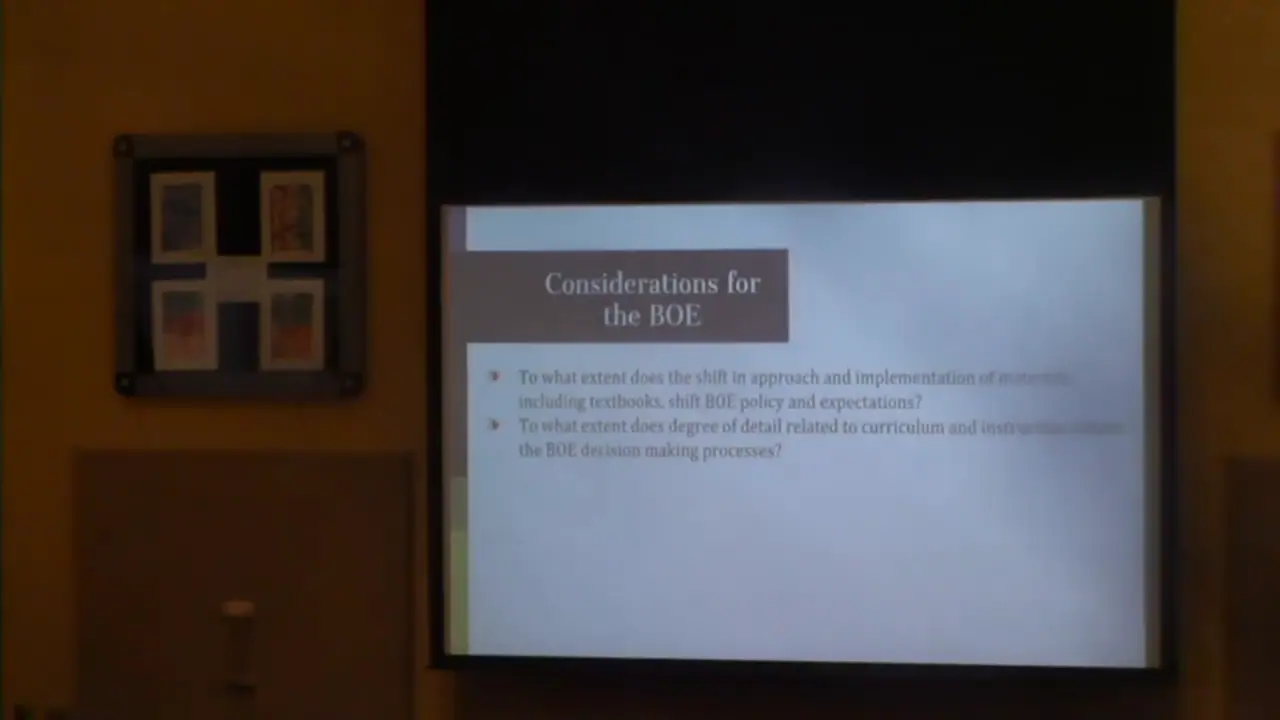 Considerations for
the BOE
To what extent does the shift in approach and implementation of
including textbooks, shift BOE policy and expectations?
To what extent does degree of detail related to curriculum and
the BOE decision making processes?